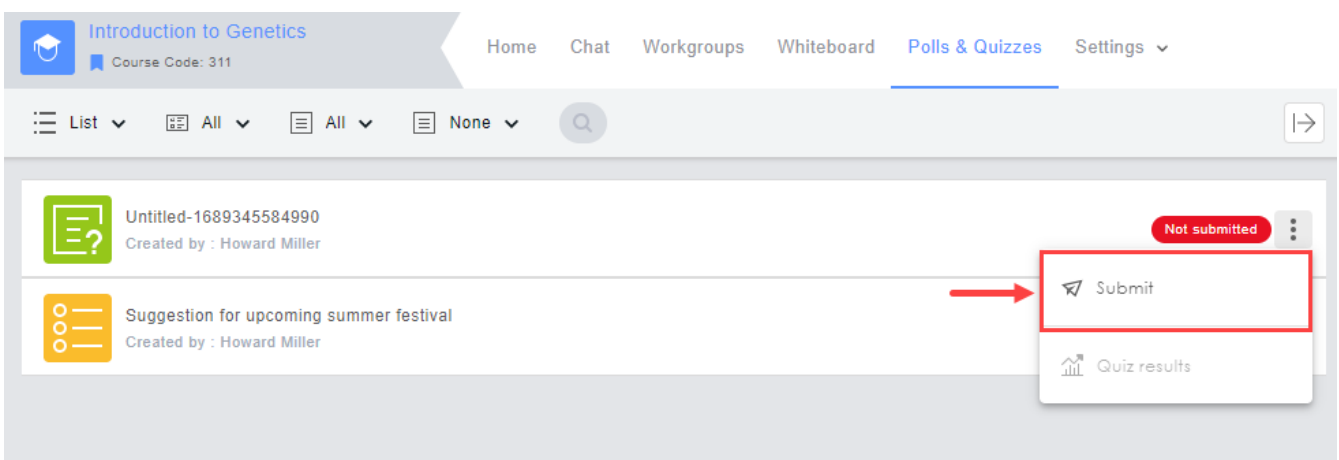 Introduction to Genetics
Course Code: 311
Home Chat Workgroups Whiteboard Polls & Quizzes Settings
List All All None
Untitled-1689345584990
Created by : Howard Miller
Not submitted
Submit
Suggestion for upcoming summer festival
Created by : Howard Miller
Quiz results